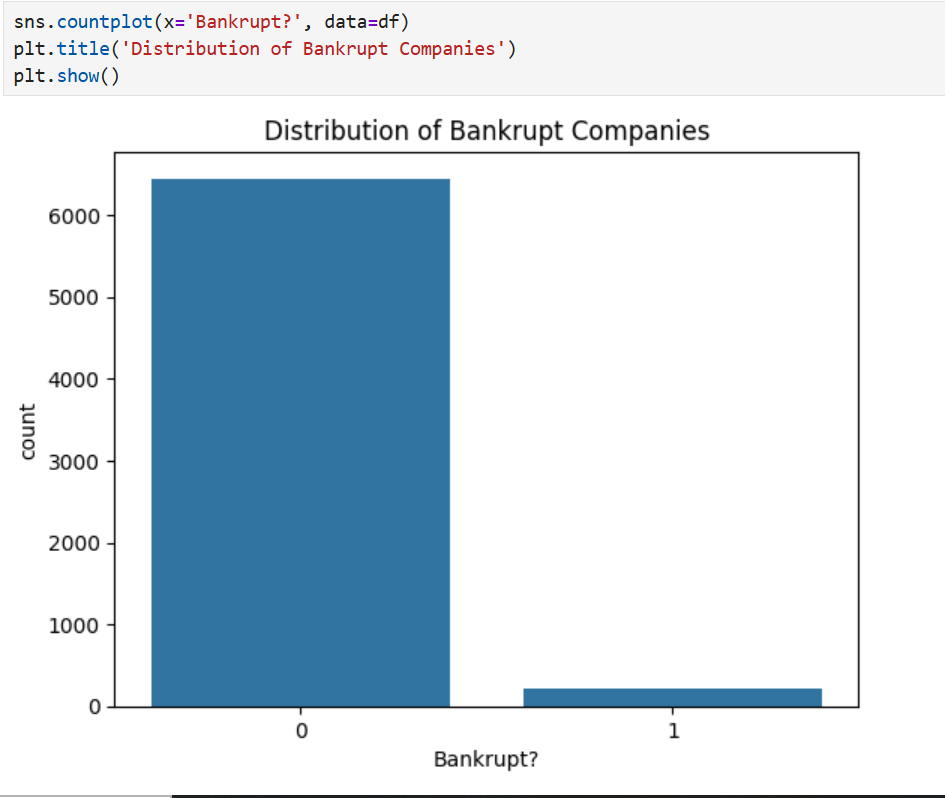 sns.countplot(x='Bankrupt?', data=df)
plt.title('Distribution of Bankrupt Companies')
plt.show()
Distribution of Bankrupt Companies
6000
5000
4000
3000
2000
1000
0
count
0 1
Bankrupt?